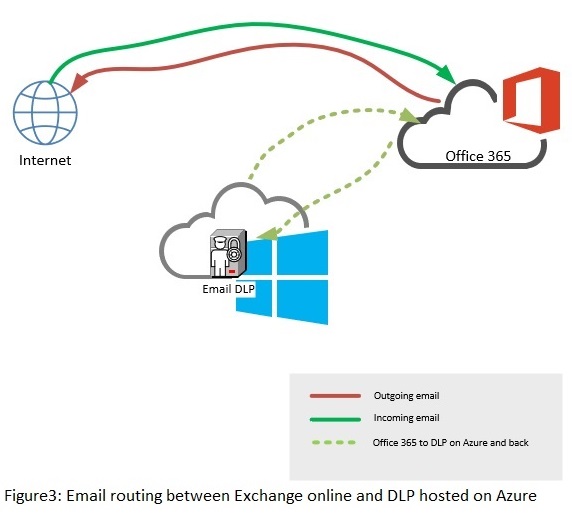 Internet
Office 365
Email DLP
Outgoing email
Incoming email
Office 365 to DLP on Azure and back
Figure3: Email routing between Exchange online and DLP hosted on Azure